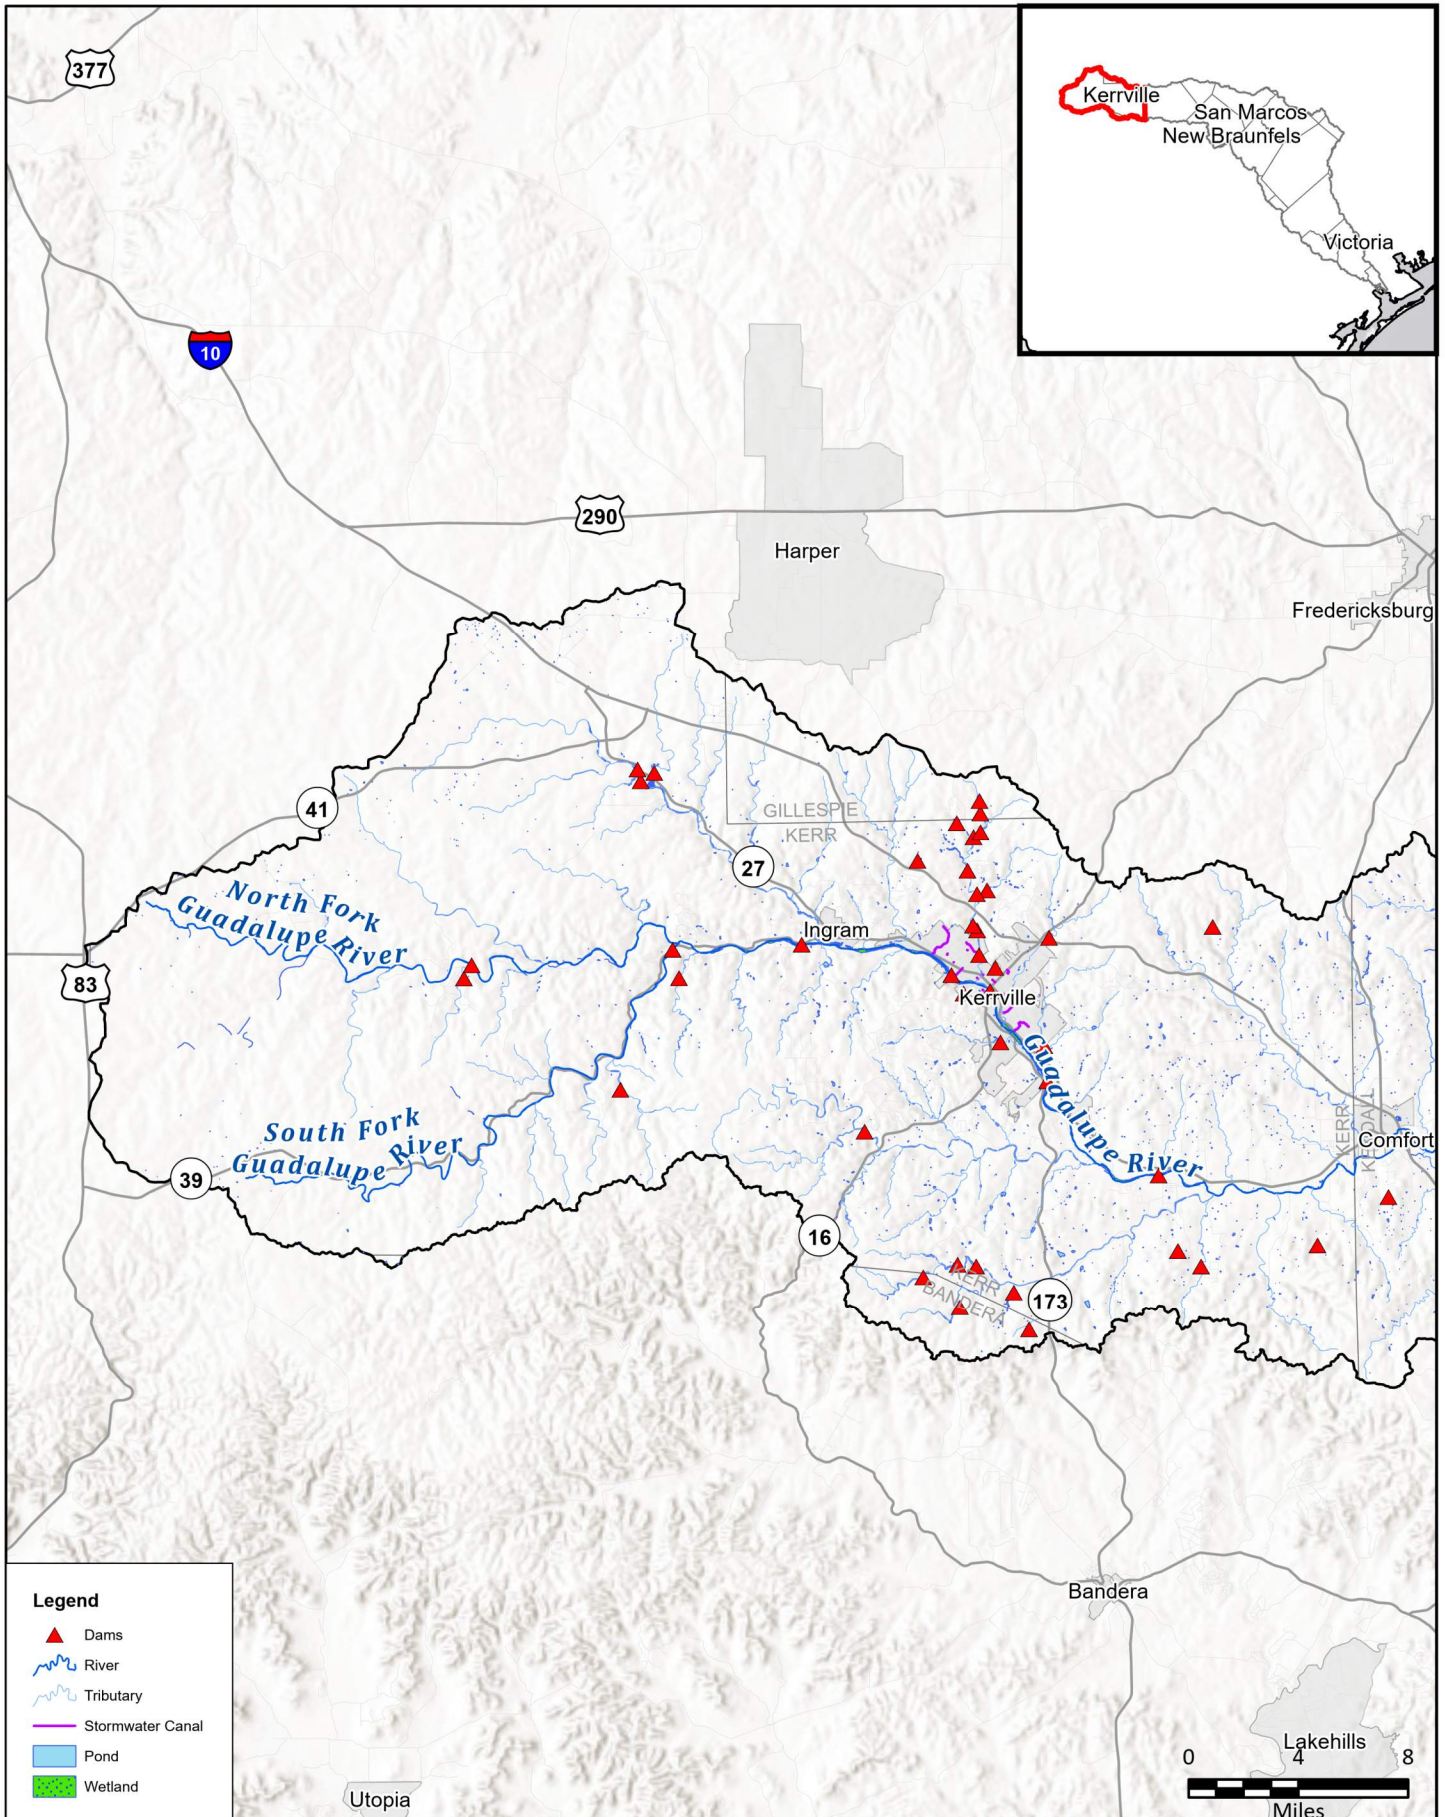 377
Kerrville
San Marcos
New Braunfels
Victoria
10
290
Harper
Fredericksburg
41
GILLESPIE
KERR
27
North Fork
Guadalupe River
Ingram
83
Kerrville
Guadalupe River
South Fork
Guadalupe River
KERR
KENDALL
Comfort
39
16
KERR
BANDERA
173
Bandera
Legend
Dams
River
Tributary
Stormwater Canal
Pond
Wetland
Utopia
Lakehills
0 4 8
Miles